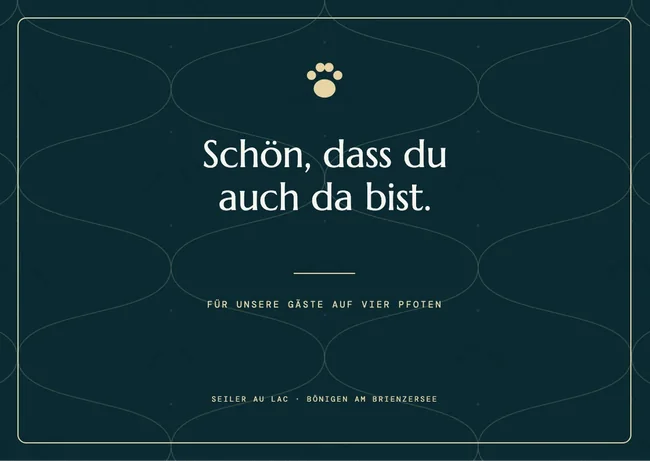 Schön, dass du
auch da bist.
FÜR UNSERE GÄSTE AUF VIER PFOTEN
SEILER AU LAC · BÖNIGEN AM BRIENZERSEE